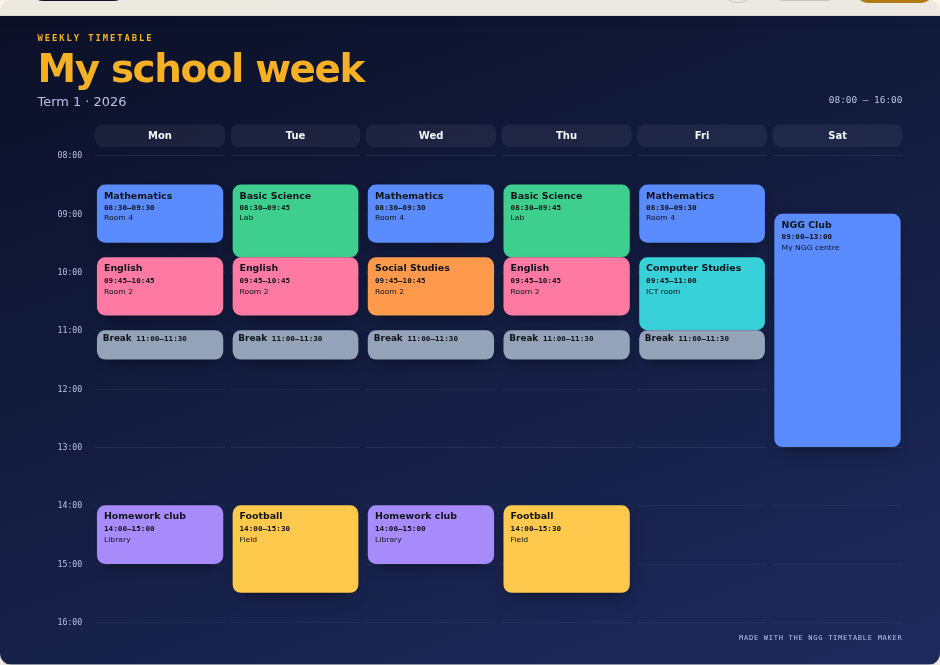 WEEKLY TIMETABLE
My school week
Term 1 · 2026
08:00 — 16:00
Mon Tue Wed Thu Fri Sat
08:00
Mathematics
08:30–09:30
Room 4
Basic Science
08:30–09:45
Lab
Mathematics
08:30–09:30
Room 4
Basic Science
08:30–09:45
Lab
Mathematics
08:30–09:30
Room 4
09:00
NGG Club
09:00–13:00
My NGG centre
English
09:45–10:45
Room 2
English
09:45–10:45
Room 2
Social Studies
09:45–10:45
Room 2
English
09:45–10:45
Room 2
Computer Studies
09:45–11:00
ICT room
10:00
11:00
Break 11:00–11:30
Break 11:00–11:30
Break 11:00–11:30
Break 11:00–11:30
Break 11:00–11:30
12:00
13:00
14:00
Homework club
14:00–15:00
Library
Football
14:00–15:30
Field
Homework club
14:00–15:00
Library
Football
14:00–15:30
Field
15:00
16:00
MADE WITH THE NGG TIMETABLE MAKER